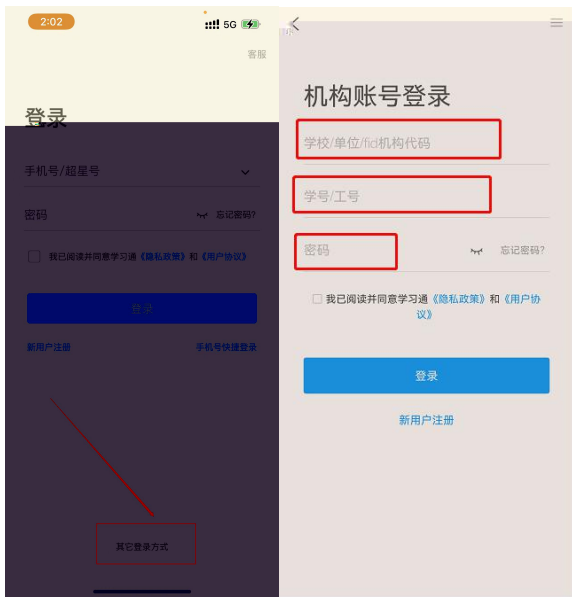 2:02
5G
客服
登录
手机号/超星号
密码
忘记密码?
我已阅读并同意学习通《隐私政策》和《用户协议》
登录
新用户注册
手机号快捷登录
其它登录方式
机构账号登录
学校/单位/fid机构代码
学号/工号
密码
忘记密码?
我已阅读并同意学习通《隐私政策》和《用户协
议》
登录
新用户注册